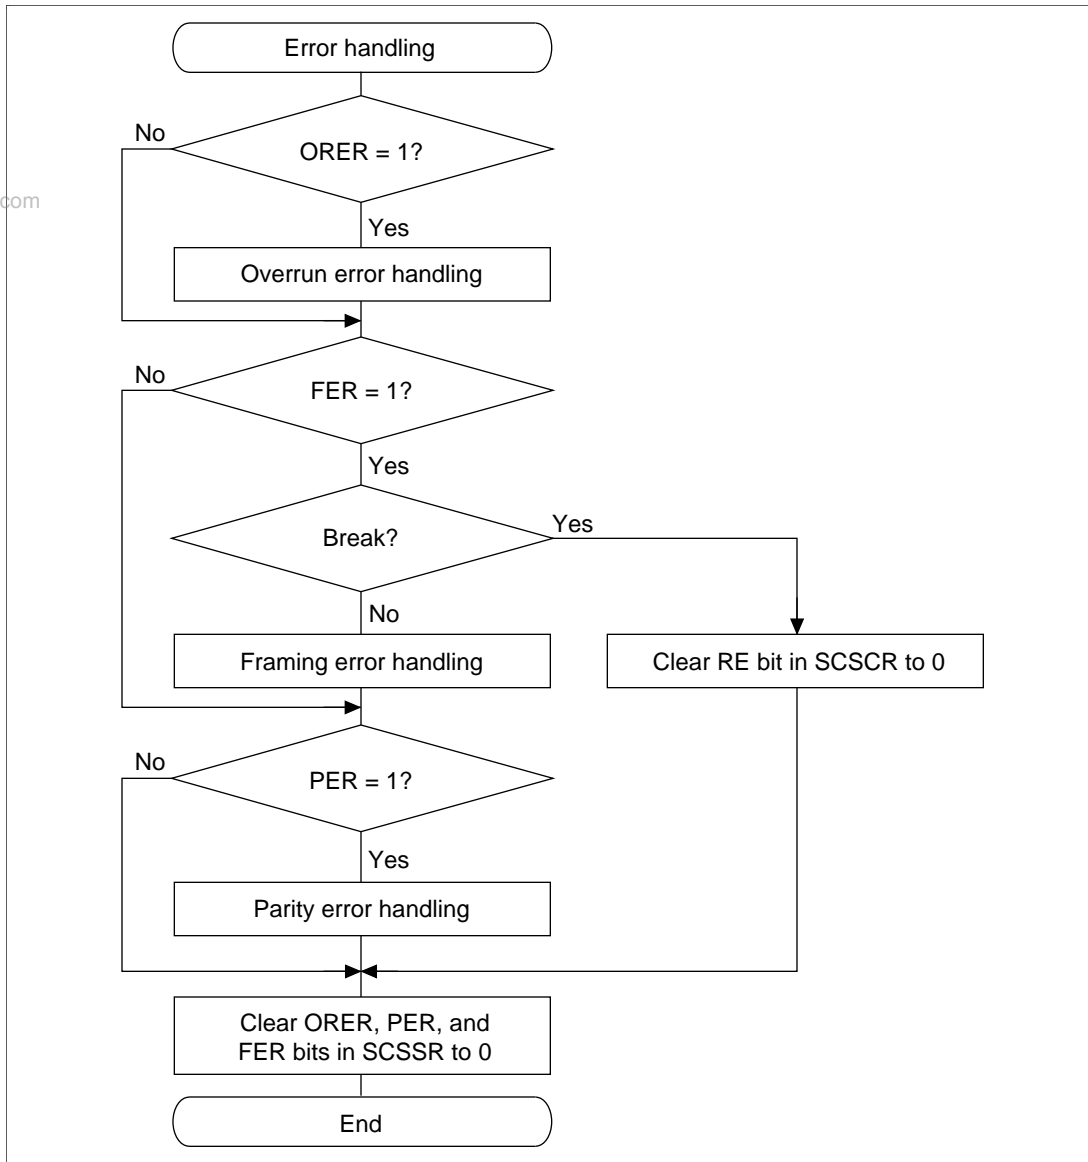 Error handling
No
ORER = 1?
com
Yes
Overrun error handling
No
FER = 1?
Yes
Break?
Yes
No
Framing error handling
Clear RE bit in SCSCR to 0
No
PER = 1?
Yes
Parity error handling
Clear ORER, PER, and
FER bits in SCSSR to 0
End